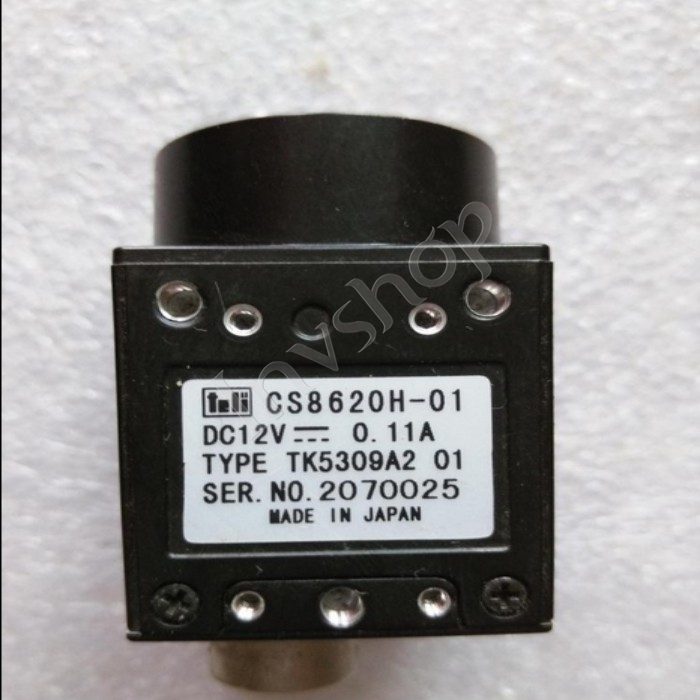 teli CS8620H-01
DC12V ⎓ 0.11A
TYPE TK5309A2 01
SER.NO.2070025
MADE IN JAPAN